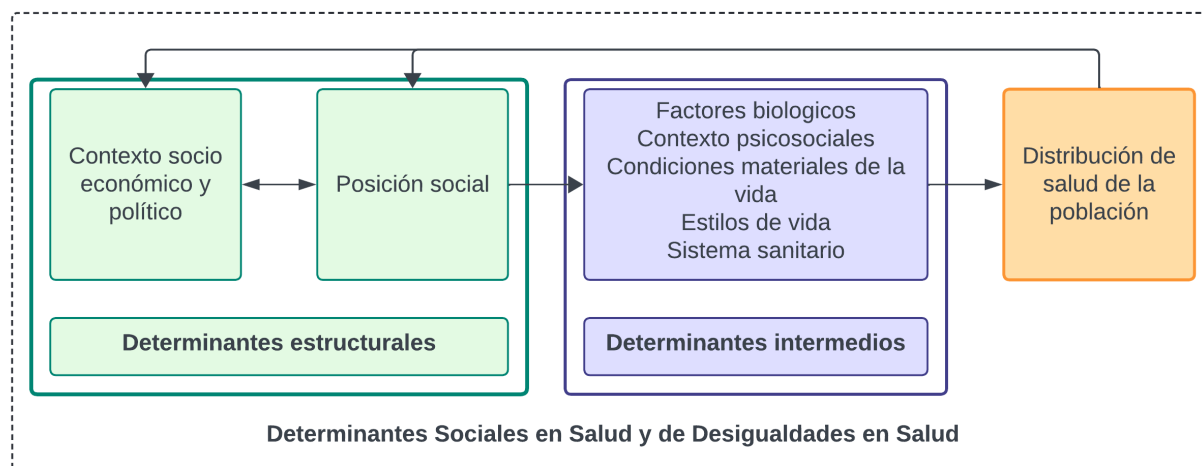 Contexto socio
económico y
político
Posición social
Factores biologicos
Contexto psicosociales
Condiciones materiales de la
vida
Estilos de vida
Sistema sanitario
Distribución de
salud de la
población
Determinantes estructurales
Determinantes intermedios
Determinantes Sociales en Salud y de Desigualdades en Salud